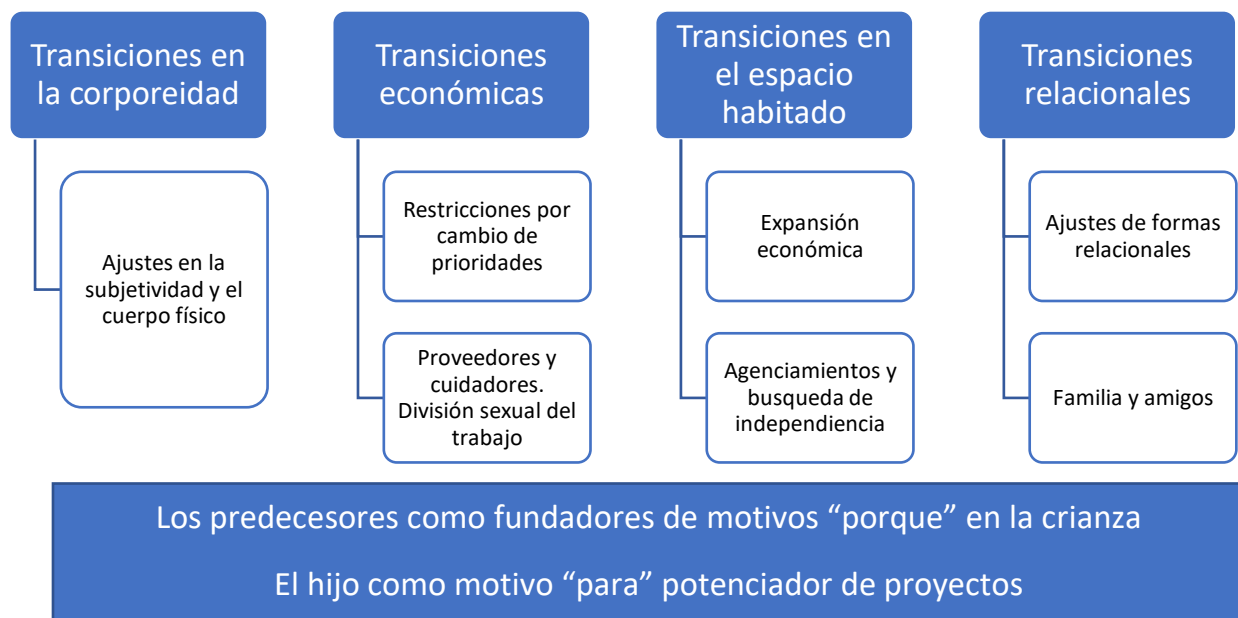 Transiciones en
la corporeidad
Ajustes en la
subjetividad y el
cuerpo físico
Transiciones
económicas
Restricciones por
cambio de
prioridades
Proveedores y
cuidadores.
División sexual del
trabajo
Transiciones en
el espacio
habitado
Expansión
económica
Agenciamientos y
busqueda de
independencia
Transiciones
relacionales
Ajustes de formas
relacionales
Familia y amigos
Los predecesores como fundadores de motivos “porque” en la crianza
El hijo como motivo “para” potenciador de proyectos